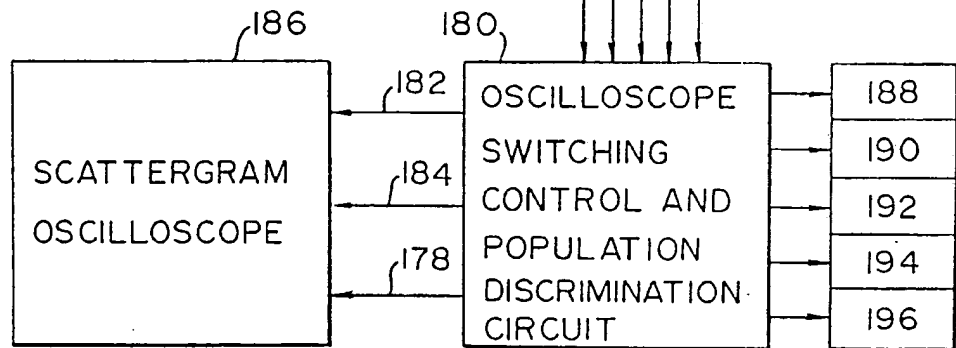 186
180
182
184
178
SCATTERGRAM
OSCILLOSCOPE
OSCILLOSCOPE
SWITCHING
CONTROL AND
POPULATION
DISCRIMINATION
CIRCUIT
188
190
192
194
196